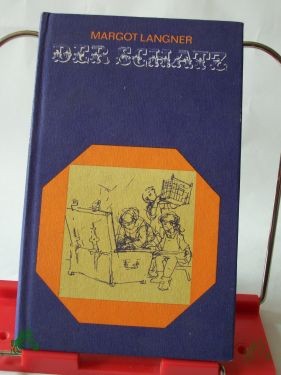 MARGOT LANGNER
DER SCHATZ